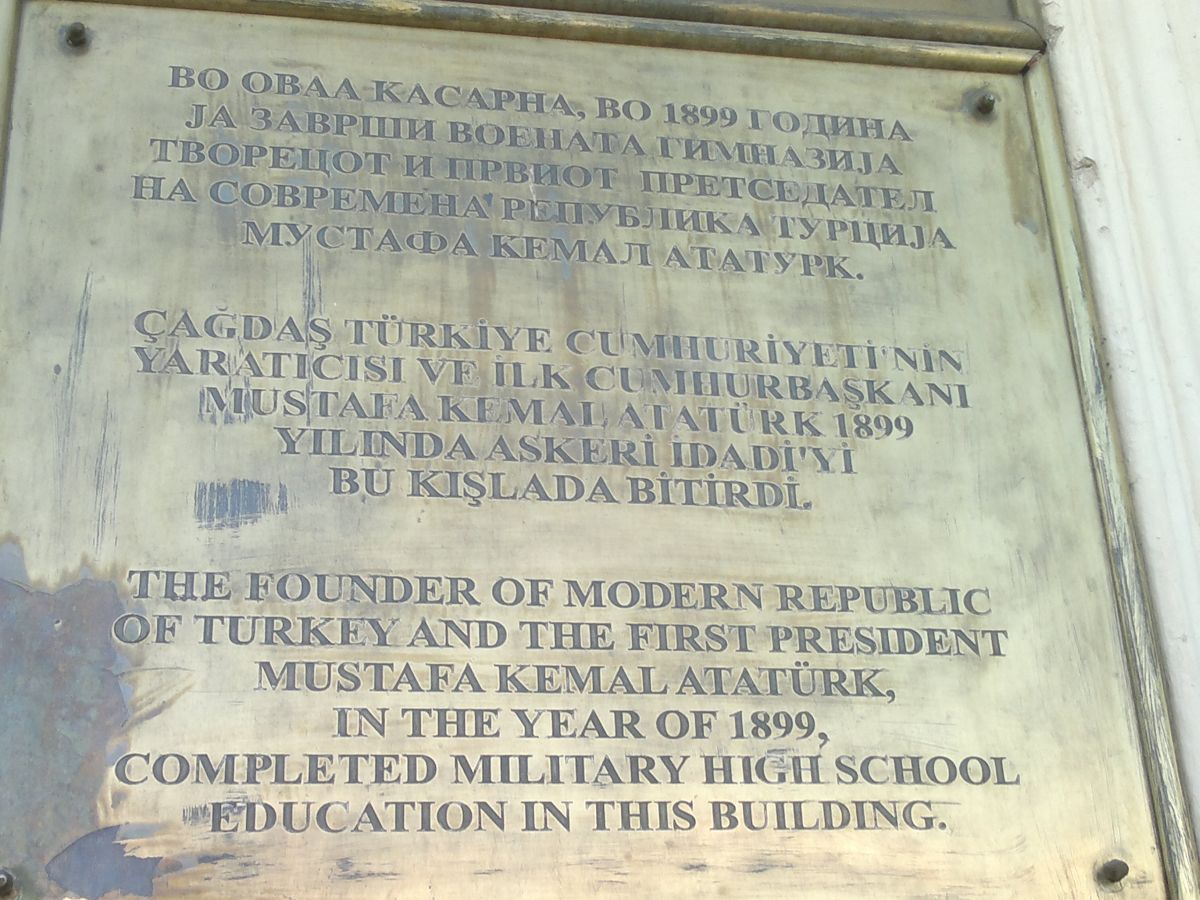 ВО ОВАА КАСАРНА, ВО 1899 ГОДИНА
ЈА ЗАВРШИ ВОЕНАТА ГИМНАЗИЈА
ТВОРЕЦОТ И ПРВИОТ ПРЕТСЕДАТЕЛ
НА СОВРЕМЕНА РЕПУБЛИКА ТУРЦИЈА
МУСТАФА КЕМАЛ АТАТУРК.
ÇAĞDAŞ TÜRKİYE CUMHURİYETİ'NİN
YARATICISI VE İLK CUMHURBAŞKANI
MUSTAFA KEMAL ATATÜRK 1899
YILINDA ASKERİ İDADİ'Yİ
BU KIŞLADA BİTİRDİ.
THE FOUNDER OF MODERN REPUBLIC
OF TURKEY AND THE FIRST PRESIDENT
MUSTAFA KEMAL ATATÜRK,
IN THE YEAR OF 1899,
COMPLETED MILITARY HIGH SCHOOL
EDUCATION IN THIS BUILDING.